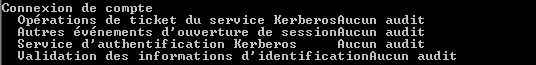 Connexion de compte
  Opérations de ticket du service KerberosAucun audit
  Autres événements d'ouverture de sessionAucun audit
  Service d'authentification Kerberos     Aucun audit
  Validation des informations d'identificationAucun audit